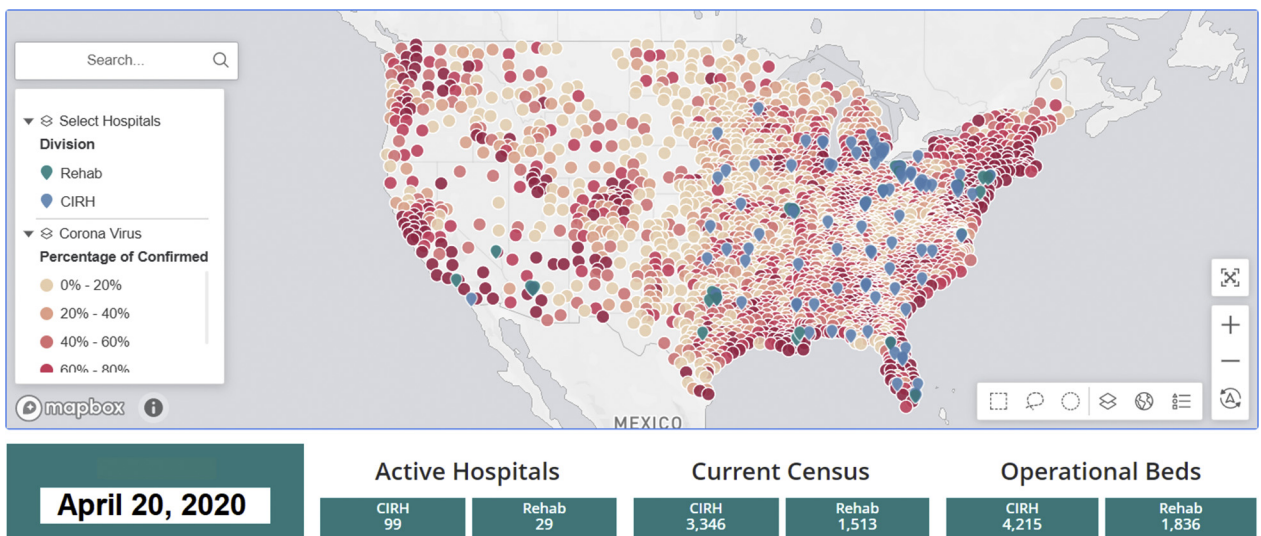 Search...
Select Hospitals
Division
Rehab
CIRH
Corona Virus
Percentage of Confirmed
0% - 20%
20% - 40%
40% - 60%
60% - 80%
mapbox
MEXICO
April 20, 2020
Active Hospitals
CIRH
99
Rehab
29
Current Census
CIRH
3,346
Rehab
1,513
Operational Beds
CIRH
4,215
Rehab
1,836